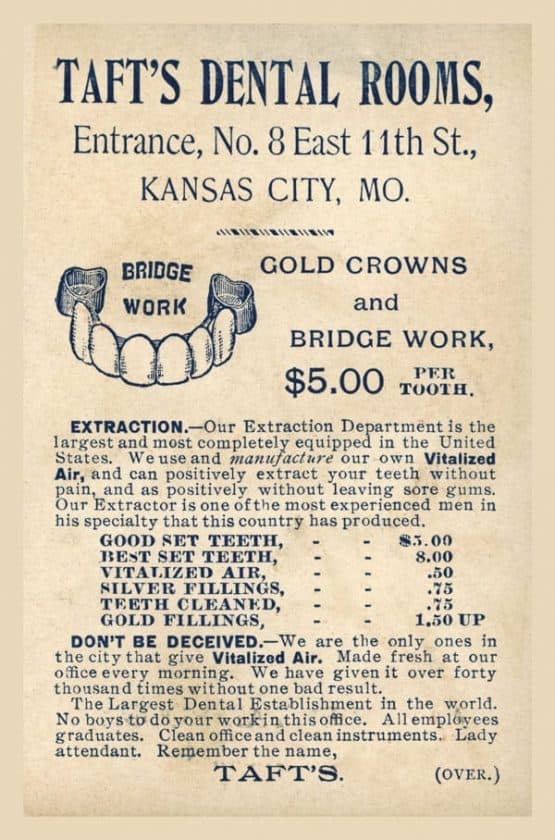 TAFT'S DENTAL ROOMS,
Entrance, No. 8 East 11th St.,
KANSAS CITY, MO.
BRIDGE
WORK
GOLD CROWNS
and
BRIDGE WORK,
$5.00 PER TOOTH.
EXTRACTION.—Our Extraction Department is the
largest and most completely equipped in the United
States. We use and manufacture our own Vitalized
Air, and can positively extract your teeth without
pain, and as positively without leaving sore gums.
Our Extractor is one of the most experienced men in
his specialty that this country has produced.
GOOD SET TEETH, - - $5.00
BEST SET TEETH, - - 8.00
VITALIZED AIR, - - .50
SILVER FILLINGS, - - .75
TEETH CLEANED, - - .75
GOLD FILLINGS, - - 1.50 UP
DON'T BE DECEIVED.—We are the only ones in
the city that give Vitalized Air. Made fresh at our
office every morning. We have given it over forty
thousand times without one bad result.
The Largest Dental Establishment in the world.
No boys to do your work in this office. All employees
graduates. Clean office and clean instruments. Lady
attendant. Remember the name,
TAFT'S. (OVER.)